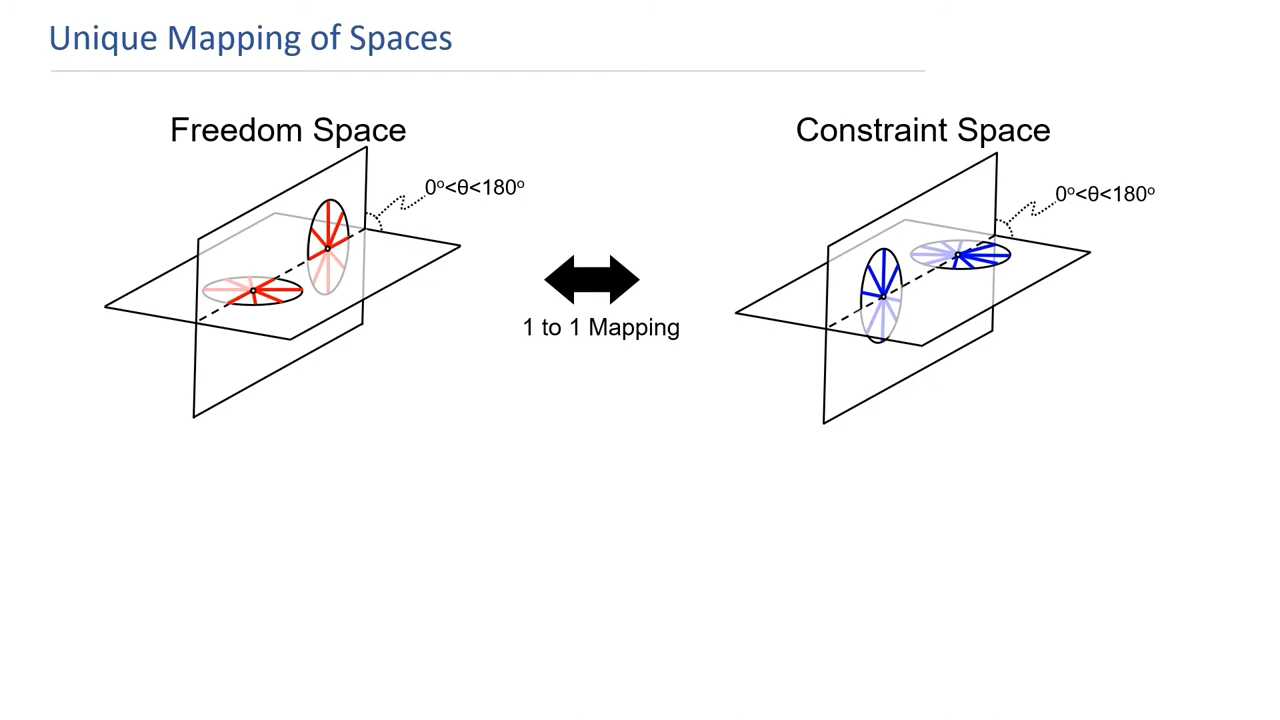 Unique Mapping of Spaces
Freedom Space
Constraint Space
0º<θ<180º
0º<θ<180º
1 to 1 Mapping